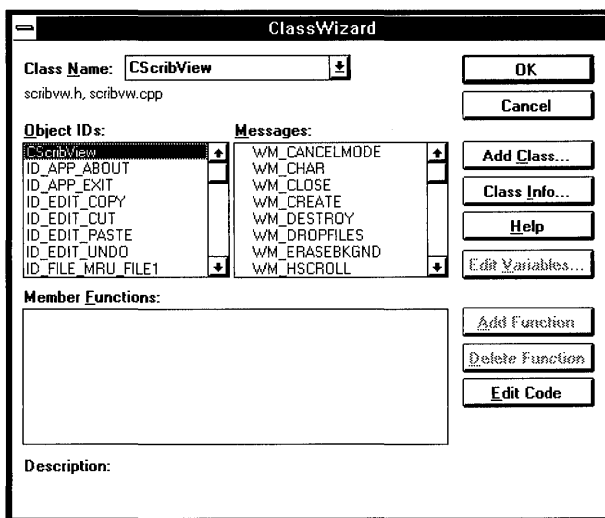 ClassWizard
Class Name: CScribView
OK
scribvw.h, scribvw.cpp
Cancel
Object IDs:
Messages:
CScribView
ID_APP_ABOUT
ID_APP_EXIT
ID_EDIT_COPY
ID_EDIT_CUT
ID_EDIT_PASTE
ID_EDIT_UNDO
ID_FILE_MRU_FILE1
WM_CANCELMODE
WM_CHAR
WM_CLOSE
WM_CREATE
WM_DESTROY
WM_DROPFILES
WM_ERASEBKGND
WM_HSCROLL
Add Class...
Class Info...
Help
Edit Variables...
Member Functions:
Add Function
Delete Function
Edit Code
Description: